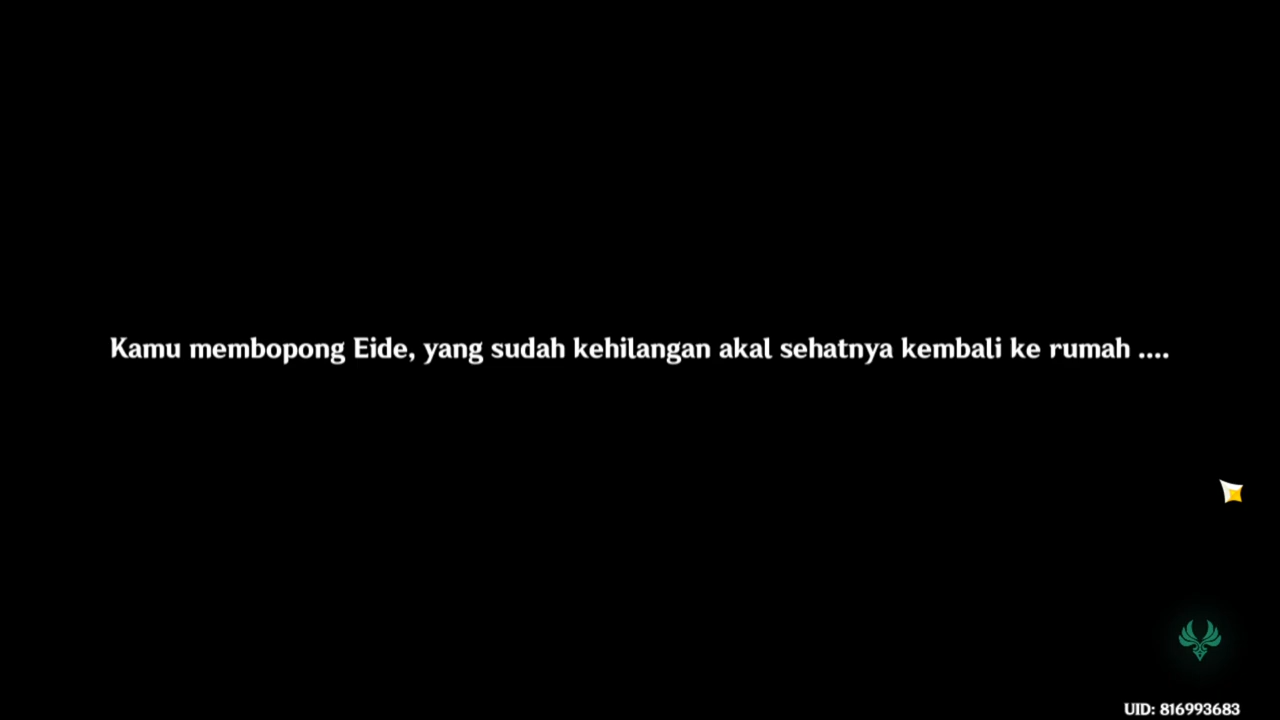 Kamu membopong Eide, yang sudah kehilangan akal sehatnya kembali ke rumah ....
UID: 816993683